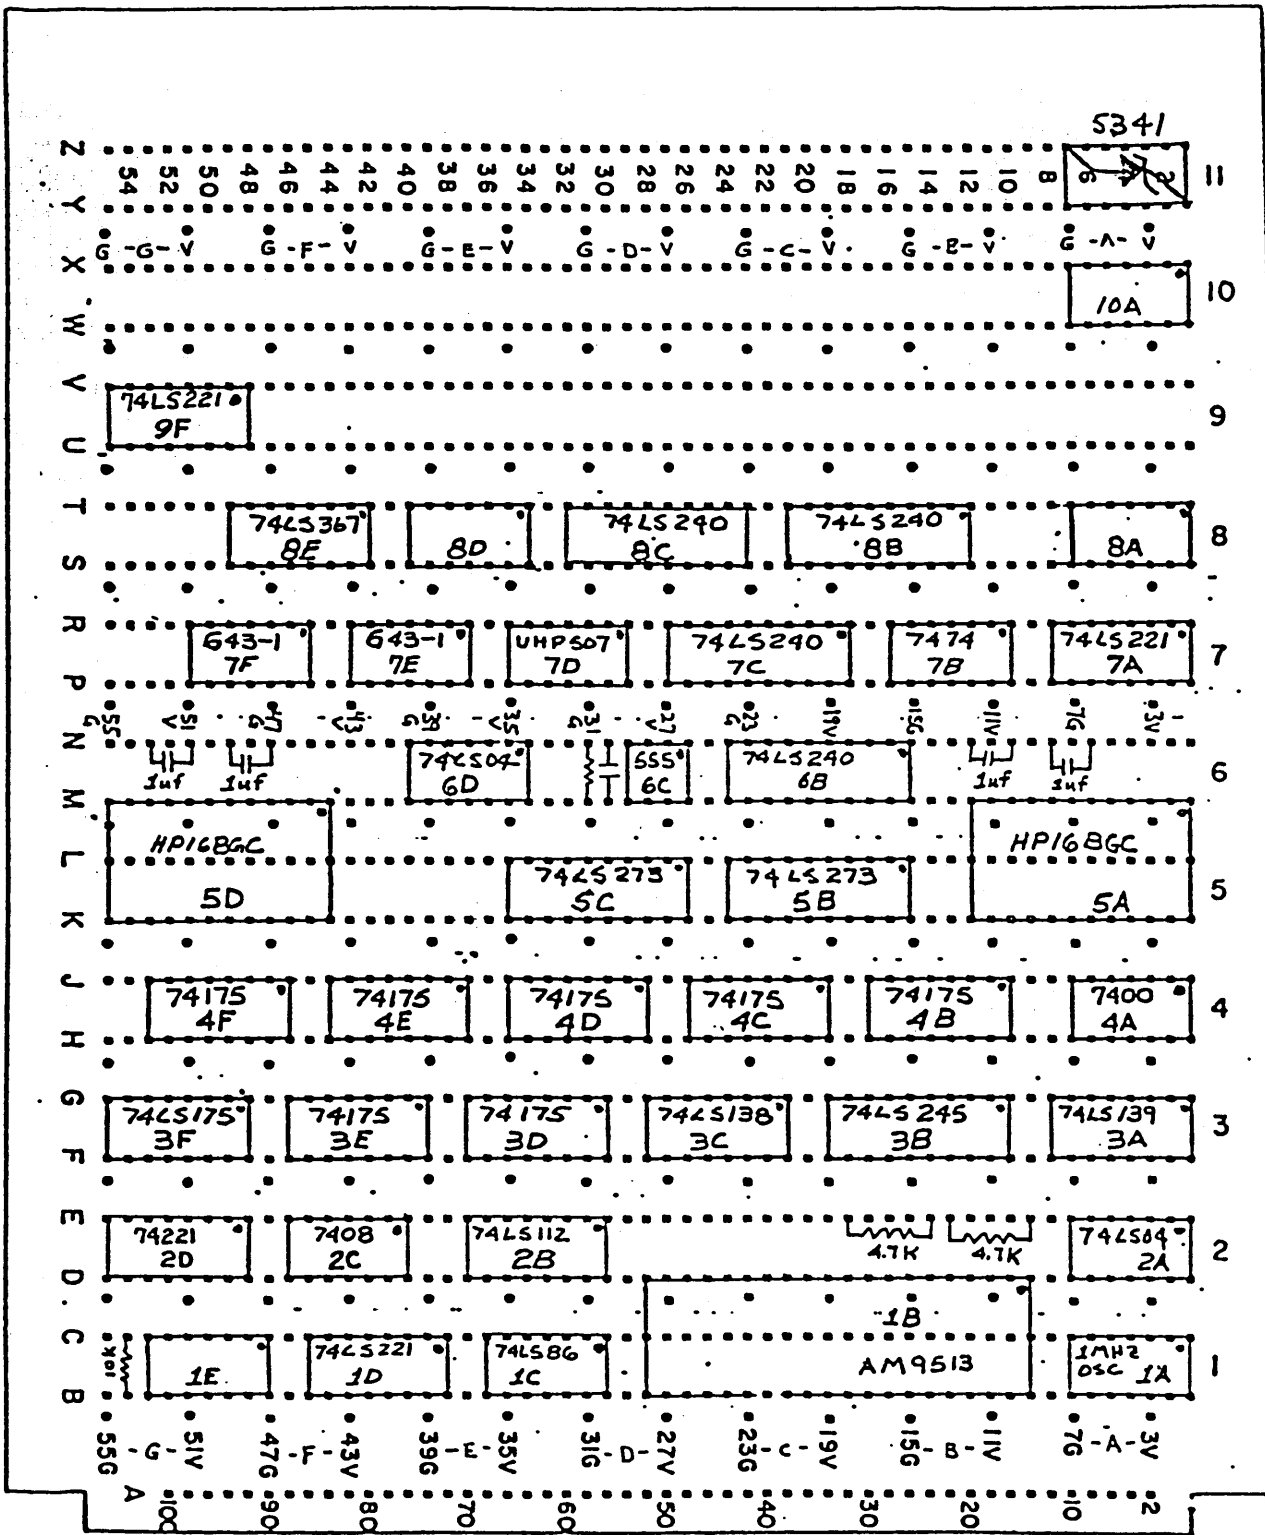 5341
Z 54 52 50 48 46 44 42 40 38 36 34 32 30 28 26 24 22 20 18 16 14 12 10 8 6 2 11
Y
G -G- V G -F- V G -E- V G -D- V G -C- V G -B- V G -A- V
X
10A 10
W
V
74LS221
9F 9
U
T
74LS367 74LS240 74LS240
8E 8D 8C 8B 8A 8
S
R
643-1 643-1 UHP507 74LS240 7474 74LS221
7F 7E 7D 7C 7B 7A 7
P
55G 51V 47G 43V 39G 35V 31G 27V 23G 19V 15G 11V 7G 3V
N
74LS04 555 74LS240
1uf 1uf 6D 6C 6B 1uf 1uf 6
M
HP16BGC HP16BGC
L
74LS273 74LS273
5D 5C 5B 5A 5
K
J
74175 74175 74175 74175 74175 7400
4F 4E 4D 4C 4B 4A 4
H
G
74LS175 74175 74175 74LS138 74LS245 74LS139
3F 3E 3D 3C 3B 3A 3
F
E
74221 7408 74LS112 4.7K 4.7K 74LS04
2D 2C 2B 2A 2
D
1B
C
10K 74LS221 74LS86 1MHZ
1E 1D 1C AM9513 OSC 1A 1
B
55G -G- 51V 47G -F- 43V 39G -E- 35V 31G -D- 27V 23G -C- 19V 15G -B- 11V 7G -A- 3V
A 100 90 80 70 60 50 40 30 20 10 2